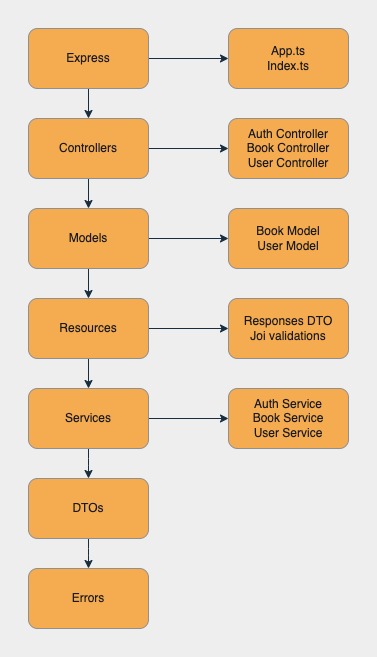 Express
App.ts
Index.ts
Controllers
Auth Controller
Book Controller
User Controller
Models
Book Model
User Model
Resources
Responses DTO
Joi validations
Services
Auth Service
Book Service
User Service
DTOs
Errors